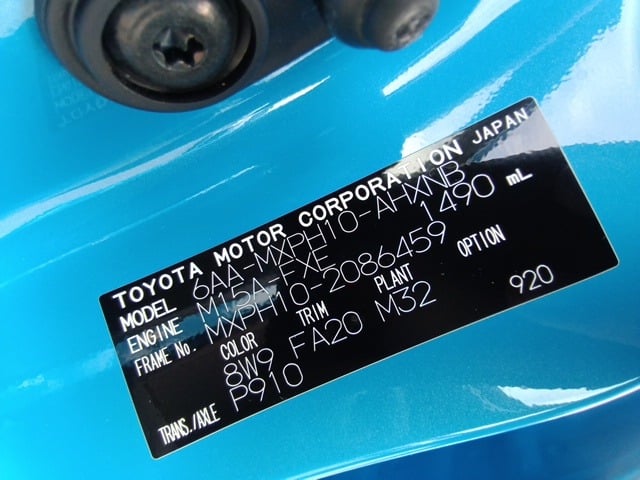 TOYOTA MOTOR CORPORATION JAPAN
MODEL 6AA-MXPH10-AHXNB
ENGINE M15A-FXE 1490 mL
FRAME No. MXPH10-2086459
COLOR TRIM PLANT OPTION
8W9 FA20 M32 920
TRANS./AXLE P910